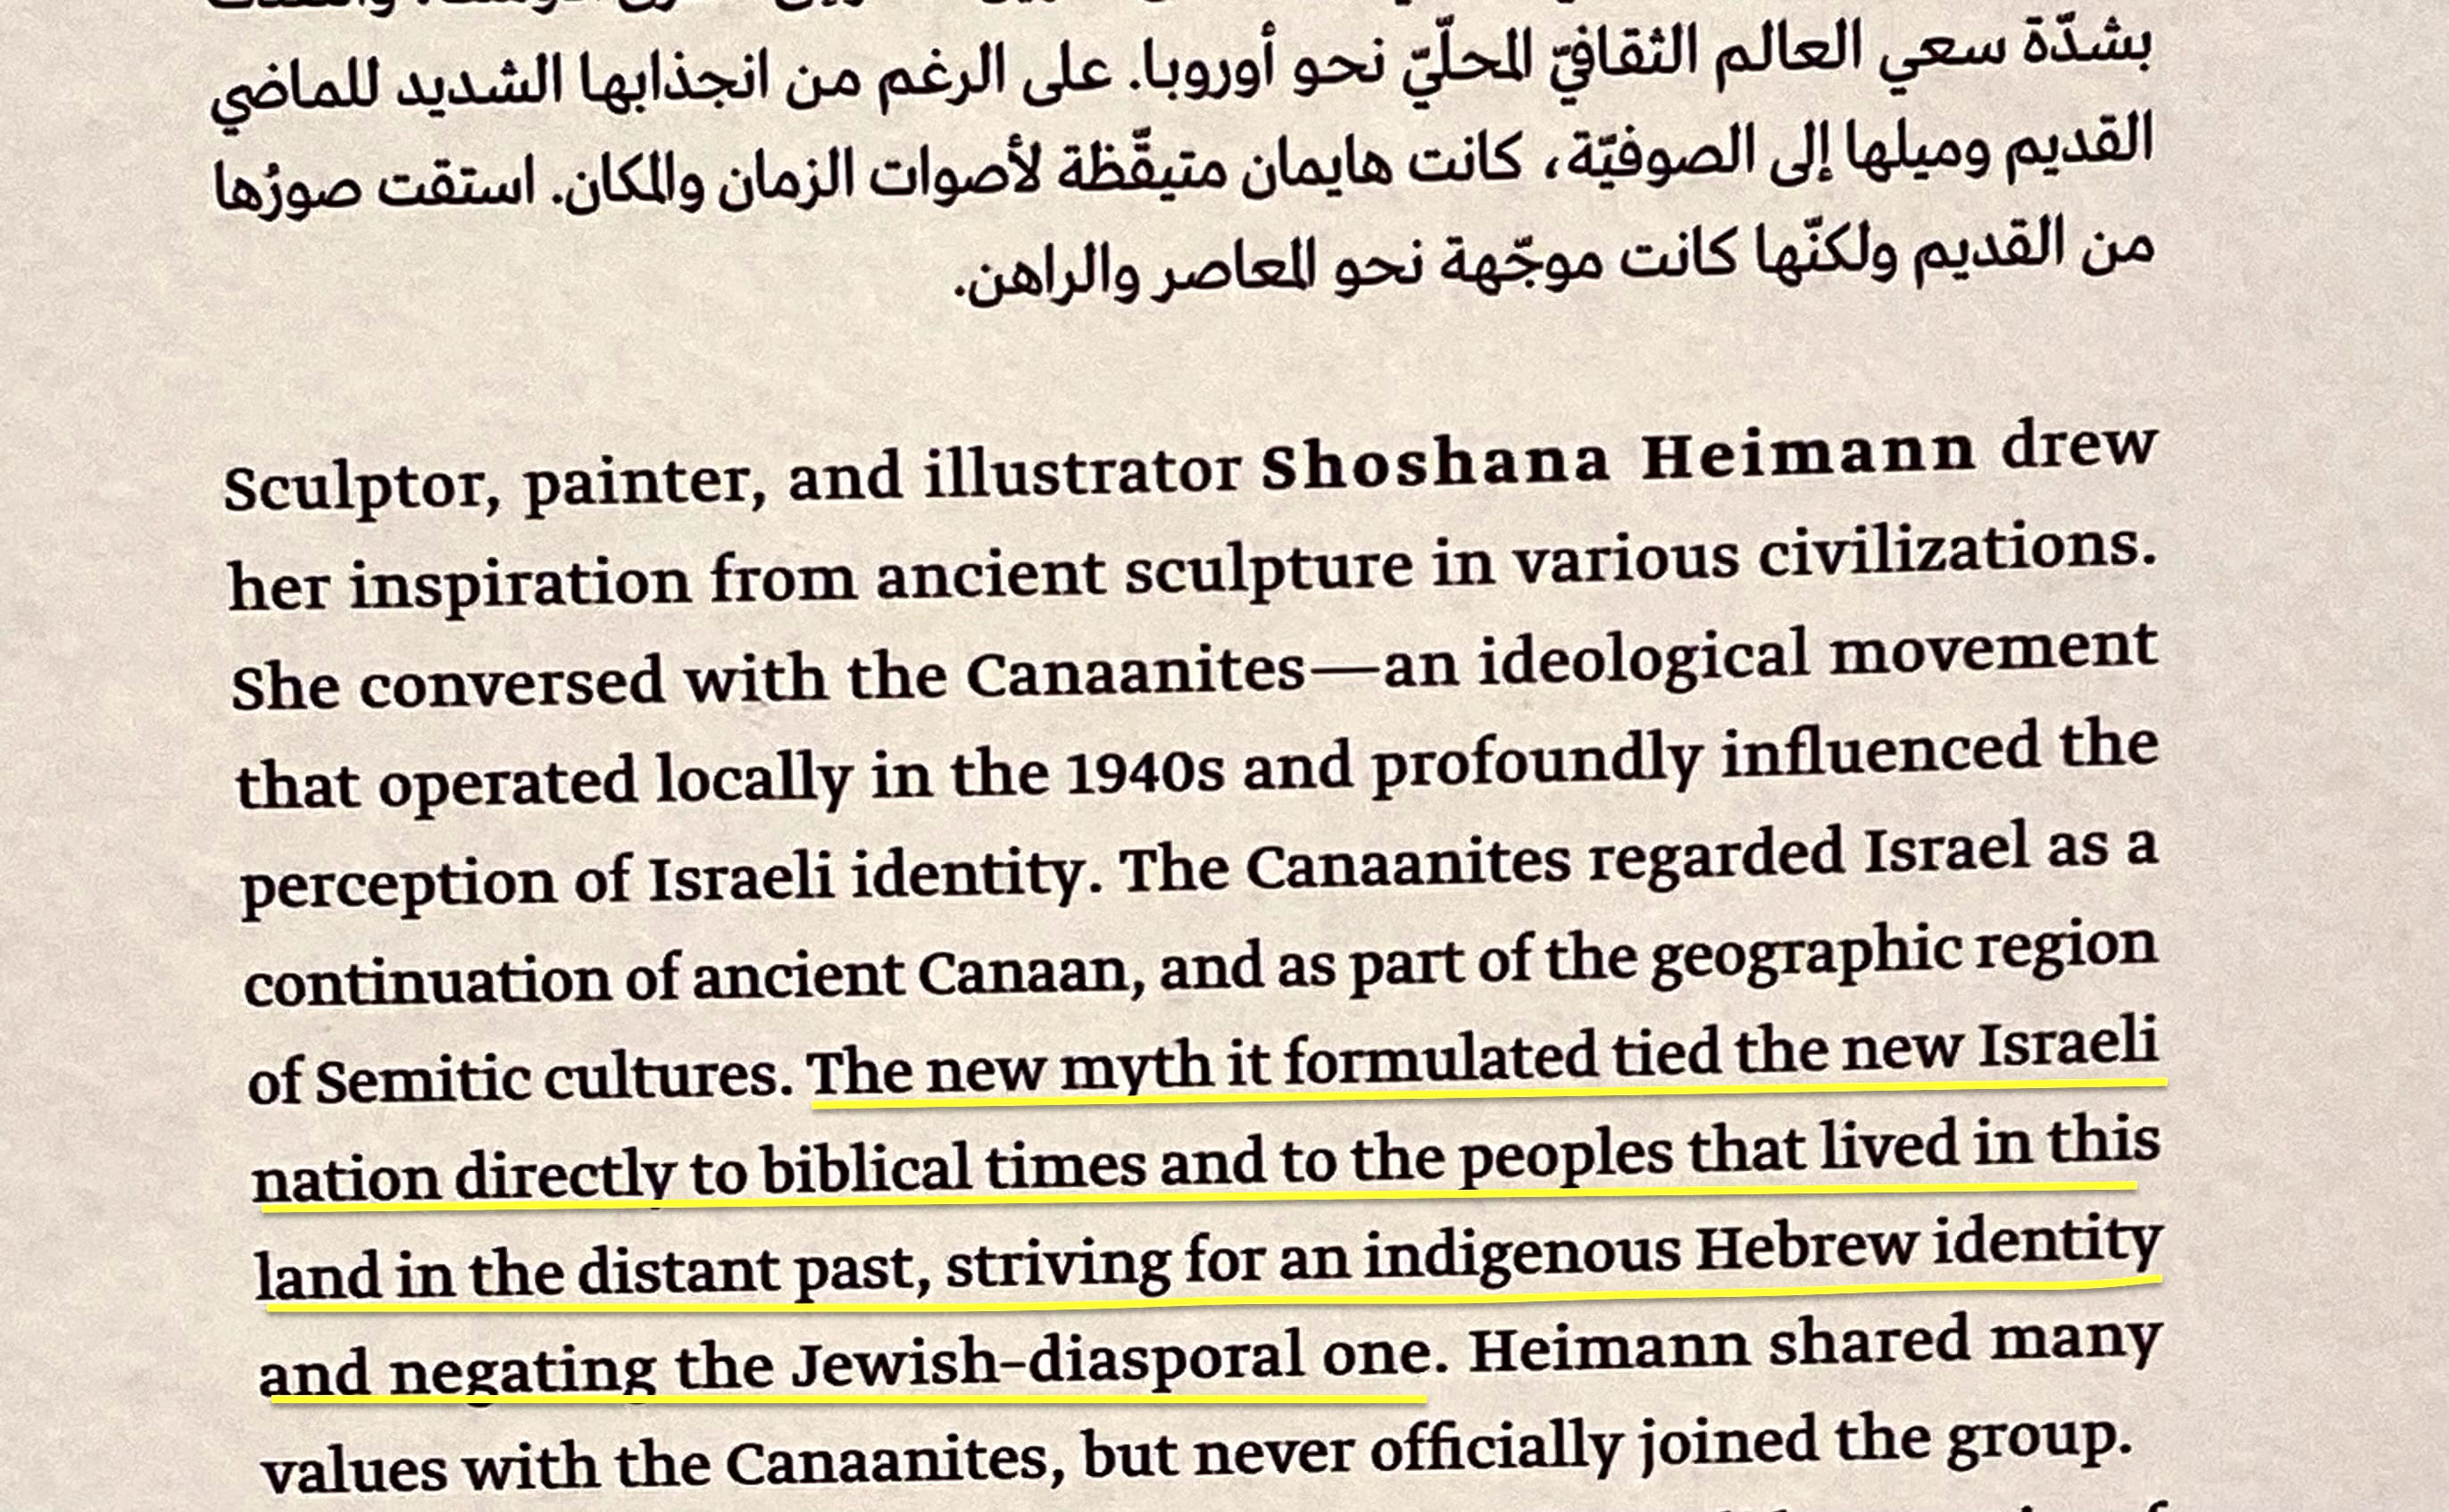 بشدّة سعي العالم الثقافيّ المحلّيّ نحو أوروبا. على الرغم من انجذابها الشديد للماضي
القديم وميلها إلى الصوفيّة، كانت هايمان متيقّظة لأصوات الزمان والمكان. استقت صورُها
من القديم ولكنّها كانت موجّهة نحو المعاصر والراهن.
Sculptor, painter, and illustrator Shoshana Heimann drew
her inspiration from ancient sculpture in various civilizations.
She conversed with the Canaanites—an ideological movement
that operated locally in the 1940s and profoundly influenced the
perception of Israeli identity. The Canaanites regarded Israel as a
continuation of ancient Canaan, and as part of the geographic region
of Semitic cultures. The new myth it formulated tied the new Israeli
nation directly to biblical times and to the peoples that lived in this
land in the distant past, striving for an indigenous Hebrew identity
and negating the Jewish-diasporal one. Heimann shared many
values with the Canaanites, but never officially joined the group.